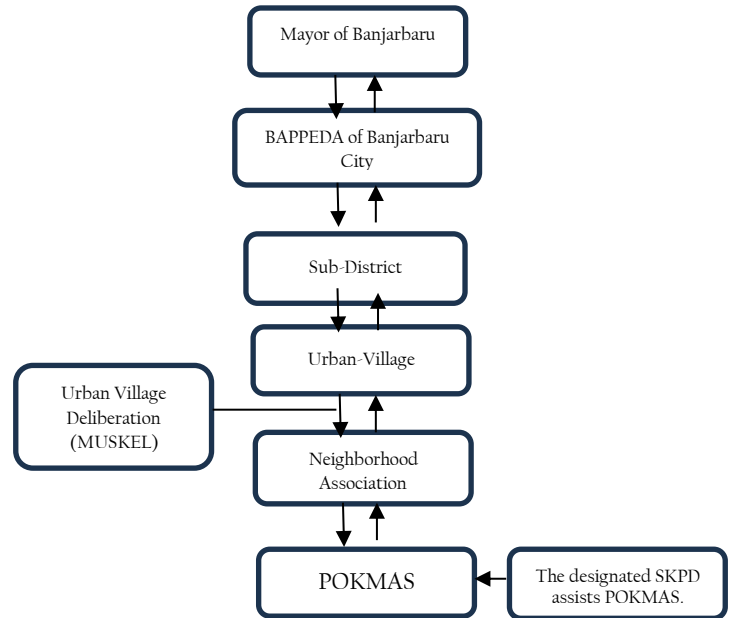 Mayor of Banjarbaru
BAPPEDA of Banjarbaru
City
Sub-District
Urban-Village
Urban Village
Deliberation
(MUSKEL)
Neighborhood
Association
POKMAS
The designated SKPD
assists POKMAS.